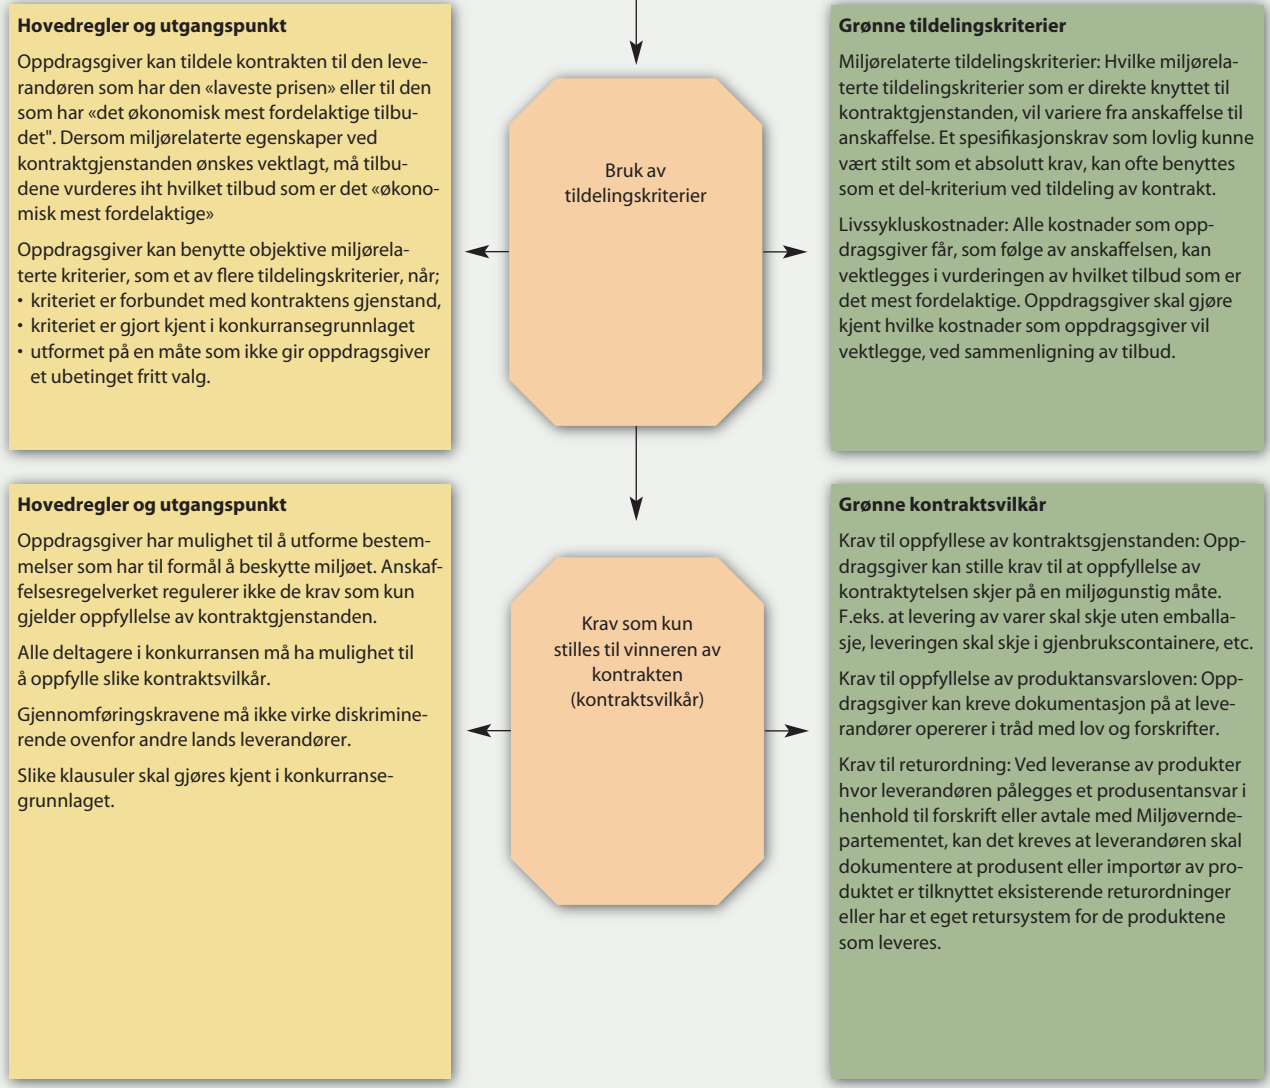 Hovedregler og utgangspunkt
Oppdragsgiver kan tildele kontrakten til den leve-
randøren som har den «laveste prisen» eller til den
som har «det økonomisk mest fordelaktige tilbu-
det". Dersom miljørelaterte egenskaper ved
kontraktgjenstanden ønskes vektlagt, må tilbu-
dene vurderes iht hvilket tilbud som er det «økono-
misk mest fordelaktige»
Oppdragsgiver kan benytte objektive miljørela-
terte kriterier, som et av flere tildelingskriterier, når;
• kriteriet er forbundet med kontraktens gjenstand,
• kriteriet er gjort kjent i konkurransegrunnlaget
• utformet på en måte som ikke gir oppdragsgiver
et ubetinget fritt valg.
Bruk av
tildelingskriterier
Grønne tildelingskriterier
Miljørelaterte tildelingskriterier: Hvilke miljørela-
terte tildelingskriterier som er direkte knyttet til
kontraktgjenstanden, vil variere fra anskaffelse til
anskaffelse. Et spesifikasjonskrav som lovlig kunne
vært stilt som et absolutt krav, kan ofte benyttes
som et del-kriterium ved tildeling av kontrakt.
Livssykluskostnader: Alle kostnader som opp-
dragsgiver får, som følge av anskaffelsen, kan
vektlegges i vurderingen av hvilket tilbud som er
det mest fordelaktige. Oppdragsgiver skal gjøre
kjent hvilke kostnader som oppdragsgiver vil
vektlegge, ved sammenligning av tilbud.
Hovedregler og utgangspunkt
Oppdragsgiver har mulighet til å utforme bestem-
melser som har til formål å beskytte miljøet. Anskaf-
felsesregelverket regulerer ikke de krav som kun
gjelder oppfyllelse av kontraktgjenstanden.
Alle deltagere i konkurransen må ha mulighet til
å oppfylle slike kontraktsvilkår.
Gjennomføringskravene må ikke virke diskrimine-
rende ovenfor andre lands leverandører.
Slike klausuler skal gjøres kjent i konkurranse-
grunnlaget.
Krav som kun
stilles til vinneren av
kontrakten
(kontraktsvilkår)
Grønne kontraktsvilkår
Krav til oppfyllese av kontraktsgjenstanden: Opp-
dragsgiver kan stille krav til at oppfyllelse av
kontraktytelsen skjer på en miljøgunstig måte.
F.eks. at levering av varer skal skje uten emballa-
sje, leveringen skal skje i gjenbrukscontainere, etc.
Krav til oppfyllelse av produktansvarsloven: Opp-
dragsgiver kan kreve dokumentasjon på at leve-
randører opererer i tråd med lov og forskrifter.
Krav til returordning: Ved leveranse av produkter
hvor leverandøren pålegges et produsentansvar i
henhold til forskrift eller avtale med Miljøvernde-
partementet, kan det kreves at leverandøren skal
dokumentere at produsent eller importør av pro-
duktet er tilknyttet eksisterende returordninger
eller har et eget retursystem for de produktene
som leveres.